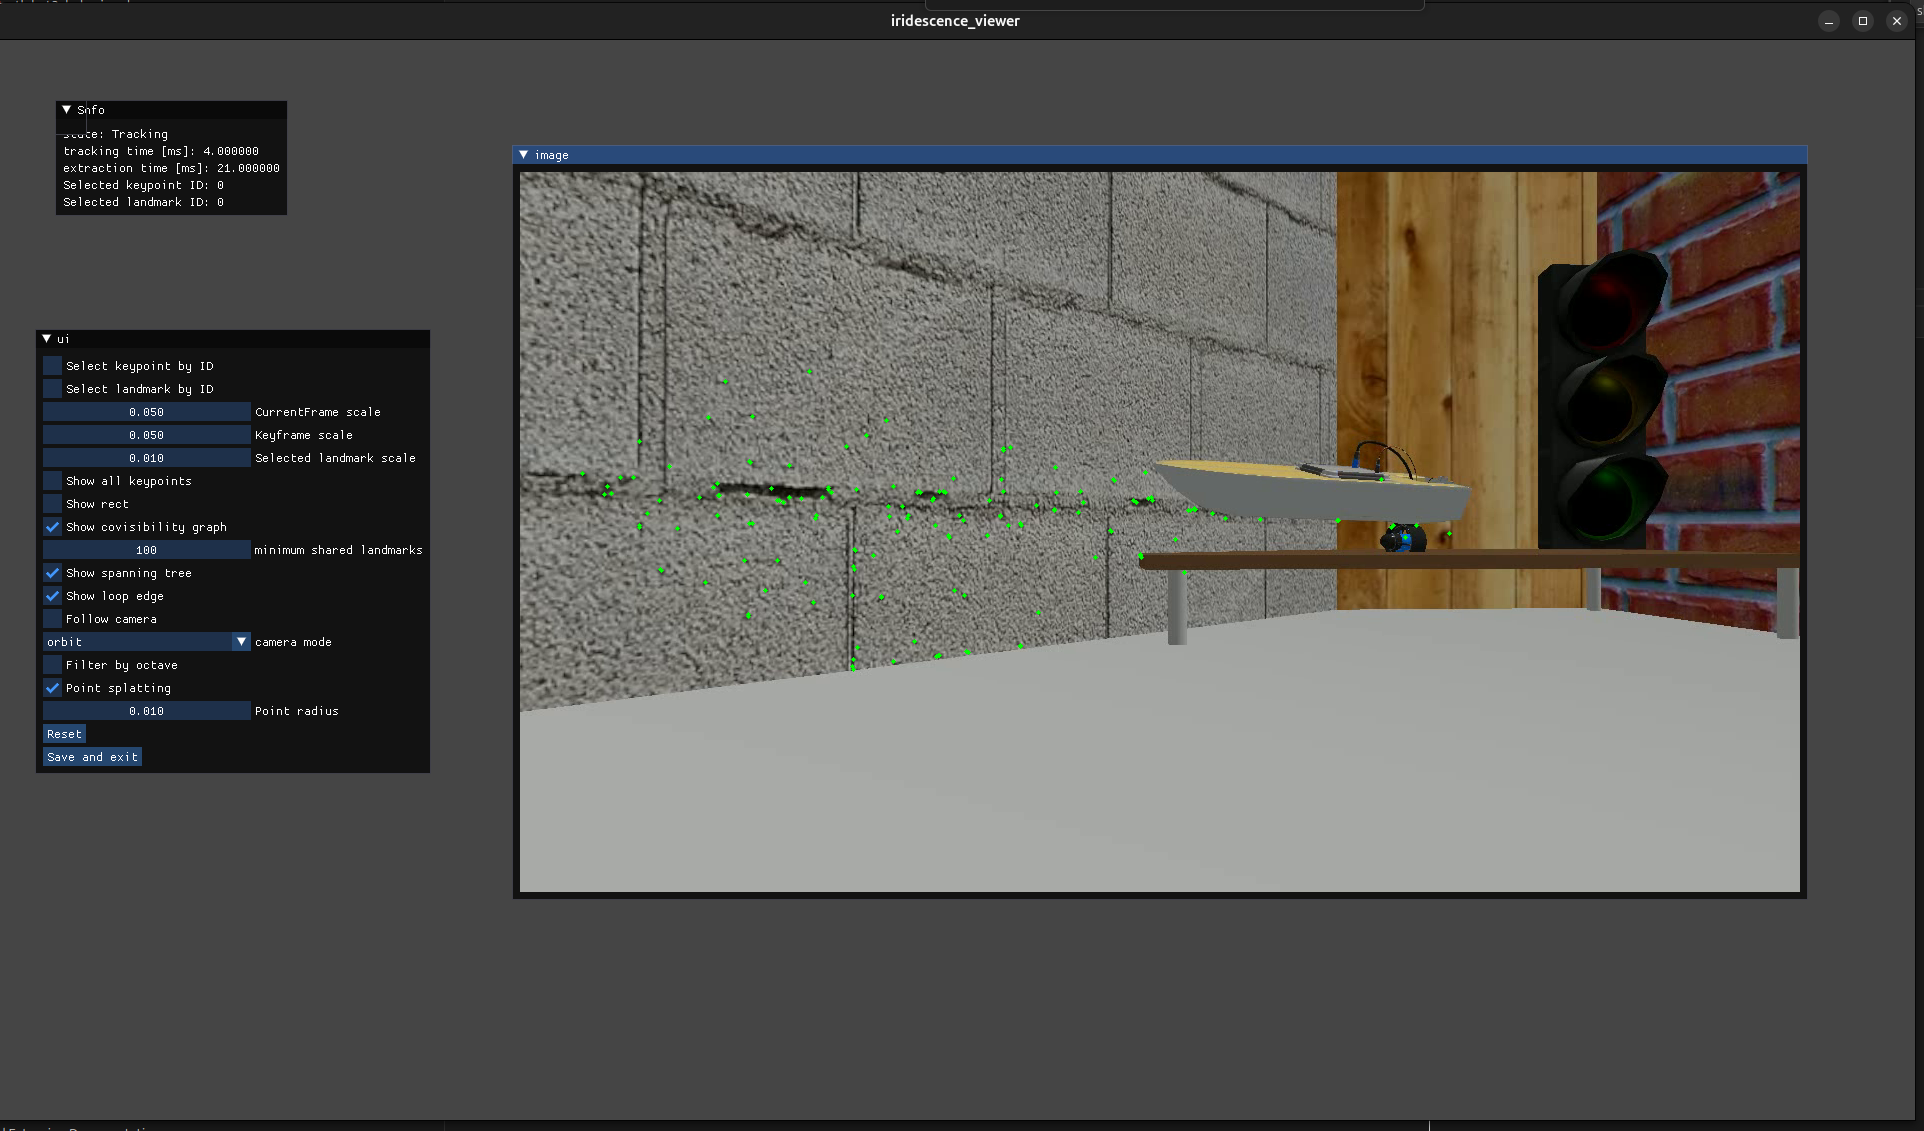 iridescence_viewer
tracking time [ms]: 4.000000
extraction time [ms]: 21.000000
Selected keypoint ID: 0
Selected landmark ID: 0
Tracking
image
ui
Select keypoint by ID
Select landmark by ID
0.050 CurrentFrame scale
0.050 Keyframe scale
0.010 Selected landmark scale
Show all keypoints
Show rect
Show covisibility graph
100 minimum shared landmarks
Show spanning tree
Show loop edge
Follow camera
orbit camera mode
Filter by octave
Point splatting
0.010 Point radius
Reset
Save and exit